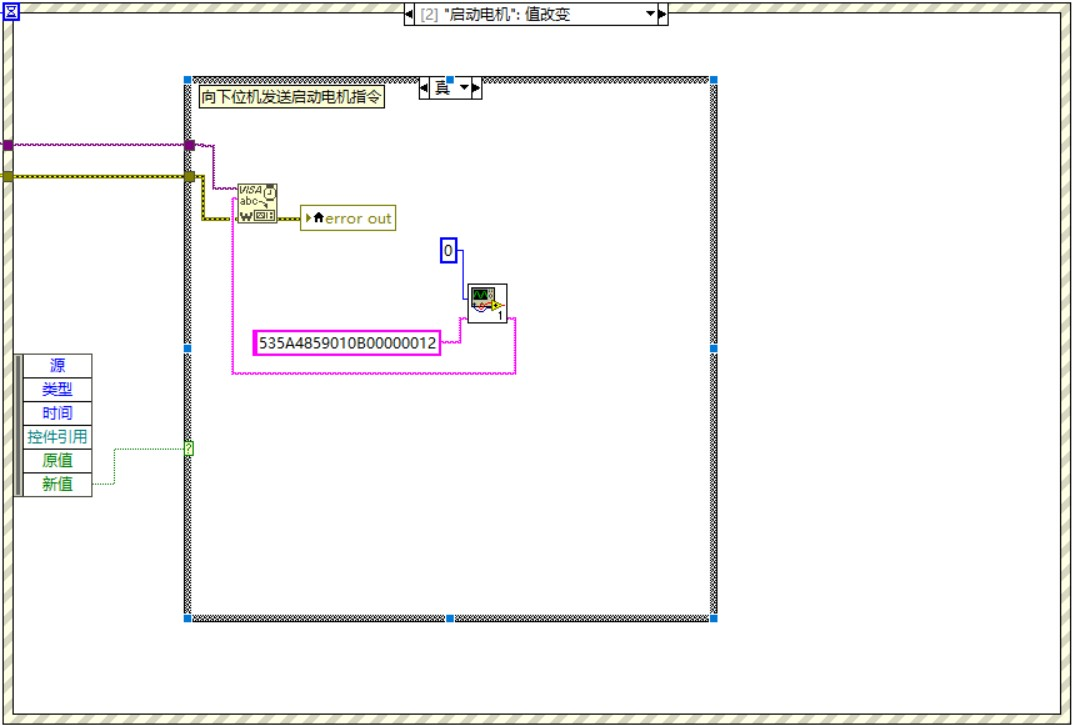 [2] "启动电机": 值改变
真
向下位机发送启动电机指令
VISA
abc
W
error out
0
1
535A4859010B00000012
源
类型
时间
控件引用
原值
新值
?